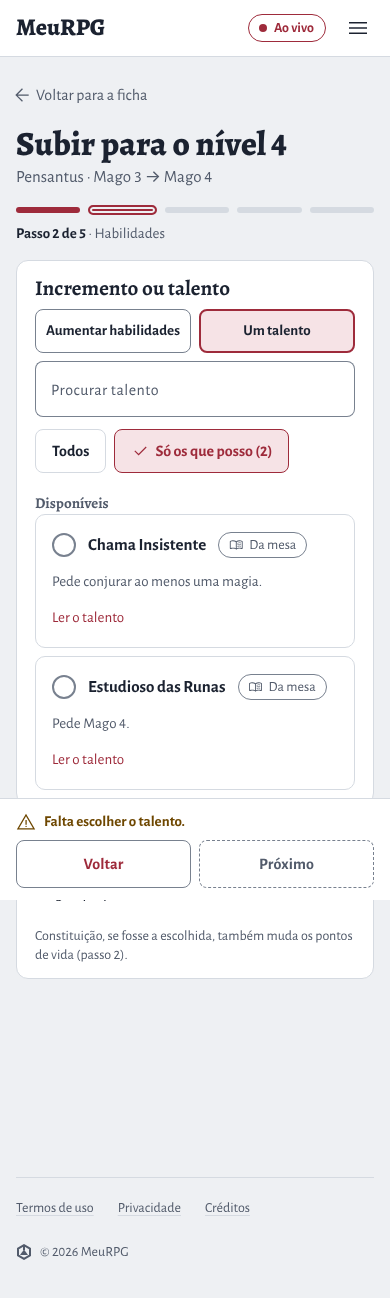 MeuRPG
Ao vivo
Voltar para a ficha
Subir para o nível 4
Pensantus · Mago 3 → Mago 4
Passo 2 de 5 · Habilidades
Incremento ou talento
Aumentar habilidades
Um talento
Procurar talento
Todos
Só os que posso (2)
Disponíveis
Chama Insistente
Da mesa
Pede conjurar ao menos uma magia.
Ler o talento
Estudioso das Runas
Da mesa
Pede Mago 4.
Ler o talento
Falta escolher o talento.
Voltar
Próximo
Constituição, se fosse a escolhida, também muda os pontos
de vida (passo 2).
Termos de uso
Privacidade
Créditos
© 2026 MeuRPG